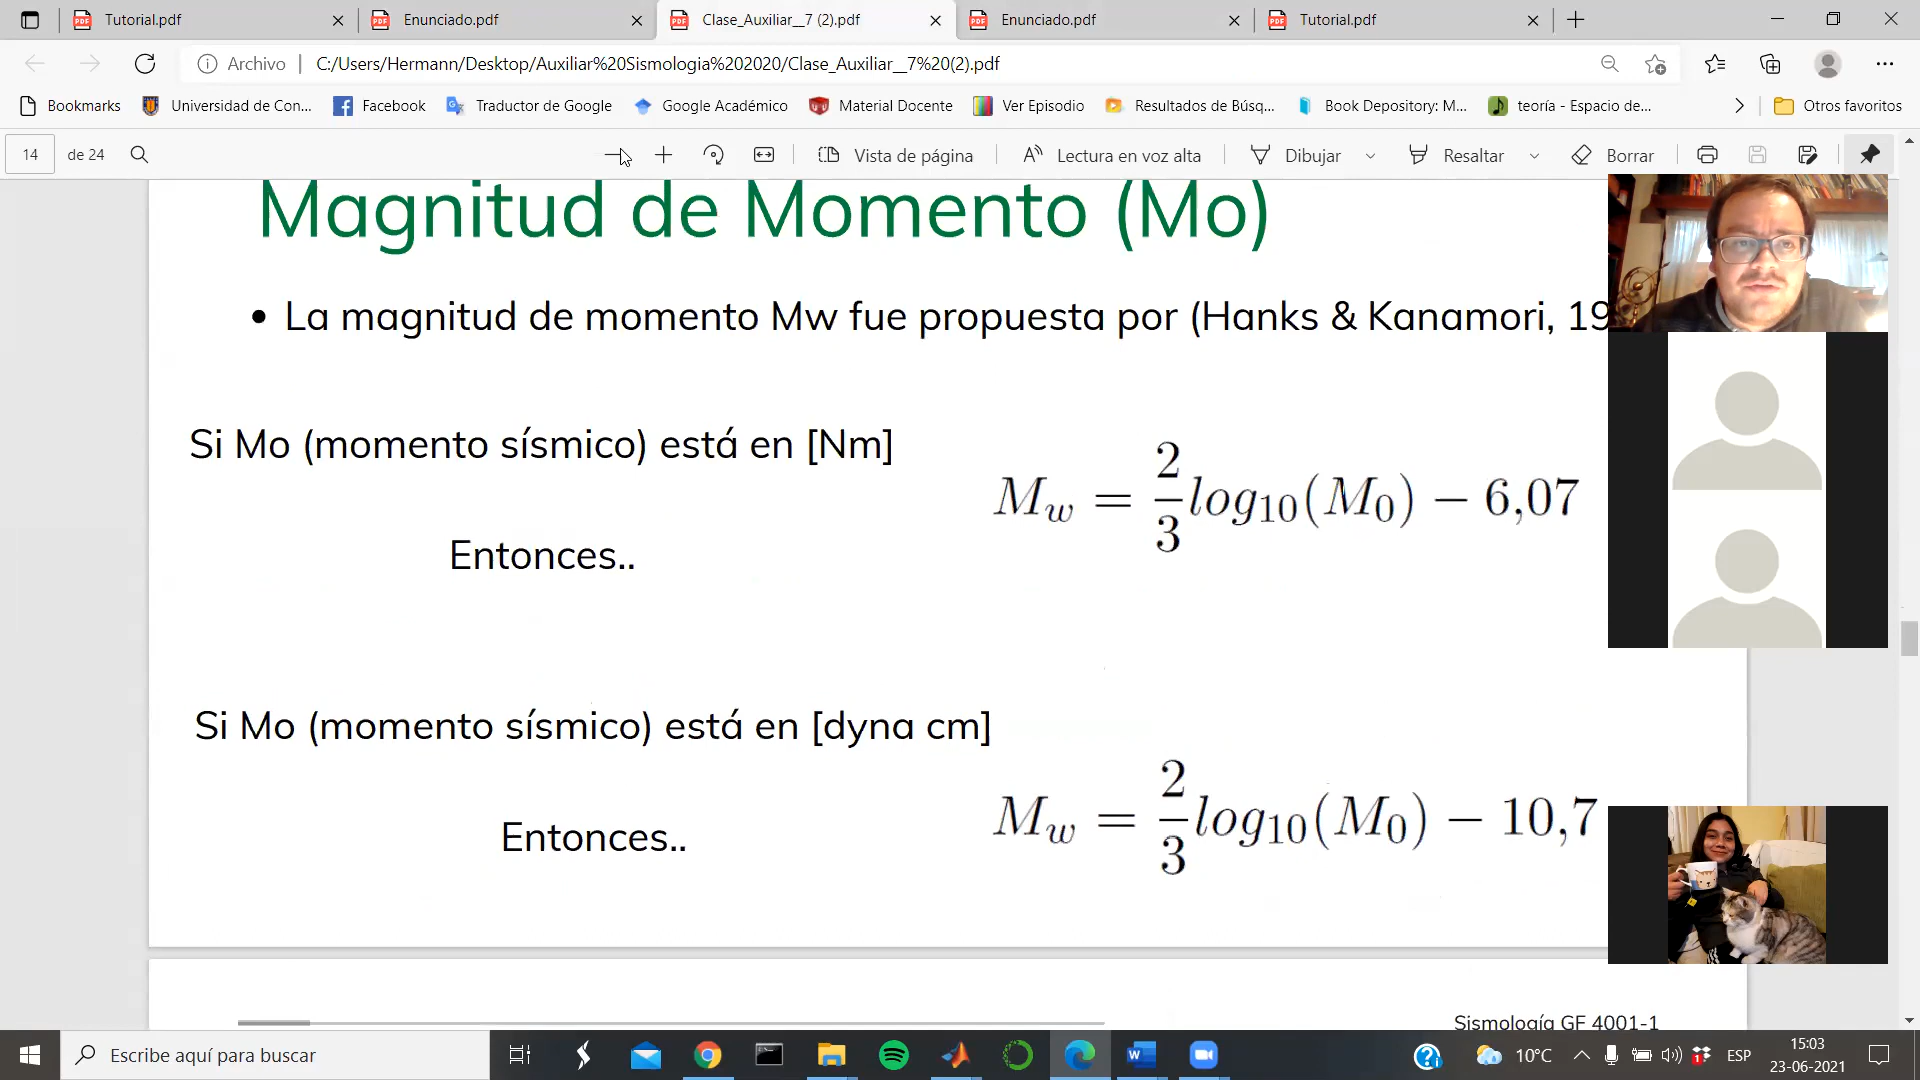 Tutorial.pdf
Enunciado.pdf
Clase_Auxiliar__7 (2).pdf
Enunciado.pdf
Tutorial.pdf
Archivo
C:/Users/Hermann/Desktop/Auxiliar%20Sismologia%202020/Clase_Auxiliar__7%20(2).pdf
Bookmarks
Universidad de Con...
Facebook
Traductor de Google
Google Académico
Material Docente
Ver Episodio
Resultados de Búsq...
Book Depository: M...
teoría - Espacio de...
Otros favoritos
14 de 24
Vista de página
Lectura en voz alta
Dibujar
Resaltar
Borrar
Magnitud de Momento (Mo)
• La magnitud de momento Mw fue propuesta por (Hanks & Kanamori, 19
Si Mo (momento sísmico) está en [Nm]
M_w = 2/3 log_10(M_0) − 6,07
Entonces..
Si Mo (momento sísmico) está en [dyna cm]
M_w = 2/3 log_10(M_0) − 10,7
Entonces..
Sismología GF 4001-1
Escribe aquí para buscar
10°C
ESP
15:03
23-06-2021